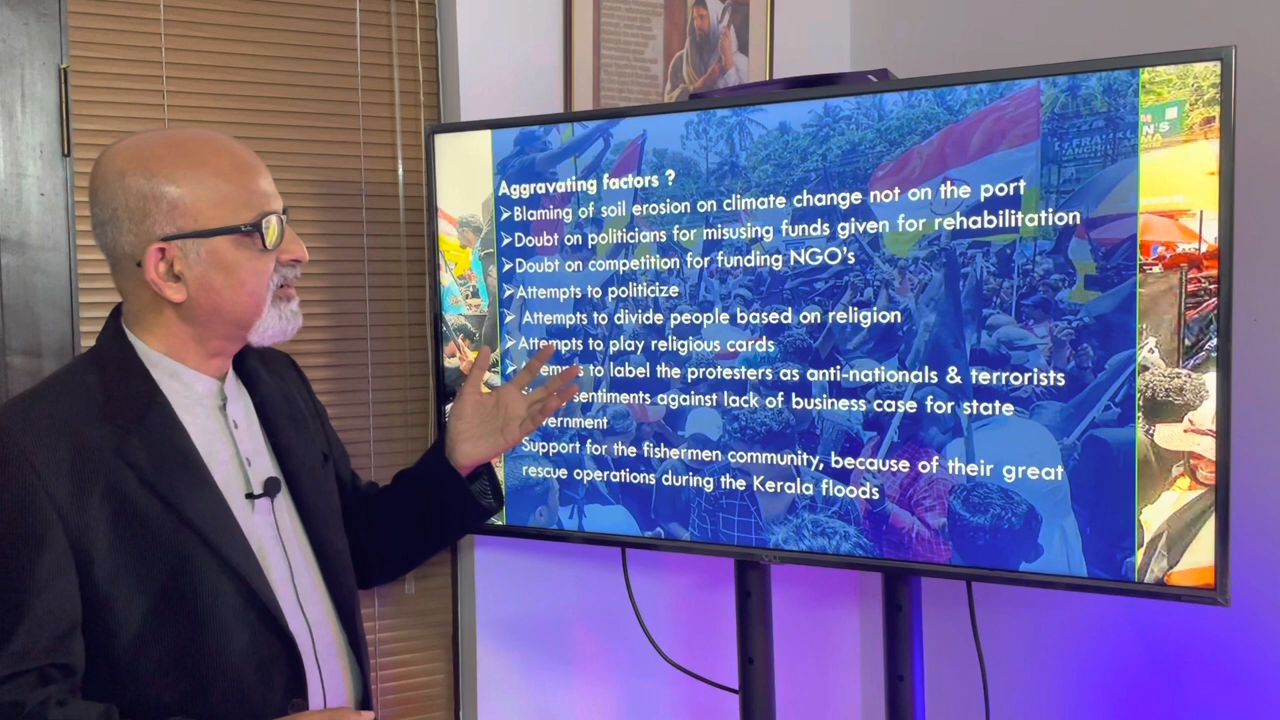 Aggravating factors ?
➢Blaming of soil erosion on climate change not on the port
➢Doubt on politicians for misusing funds given for rehabilitation
➢Doubt on competition for funding NGO's
➢Attempts to politicize
➢Attempts to divide people based on religion
➢Attempts to play religious cards
➢ to label the protesters as anti-nationals & terrorists
sentiments against lack of business case for state
Support for the fishermen community, because of their great
rescue operations during the Kerala floods
N'S